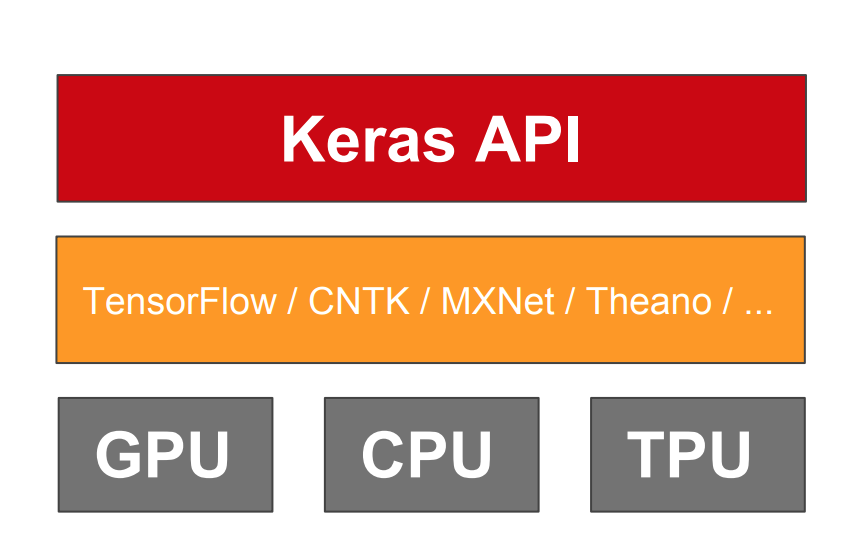 Keras API
TensorFlow / CNTK / MXNet / Theano / ...
GPU CPU TPU